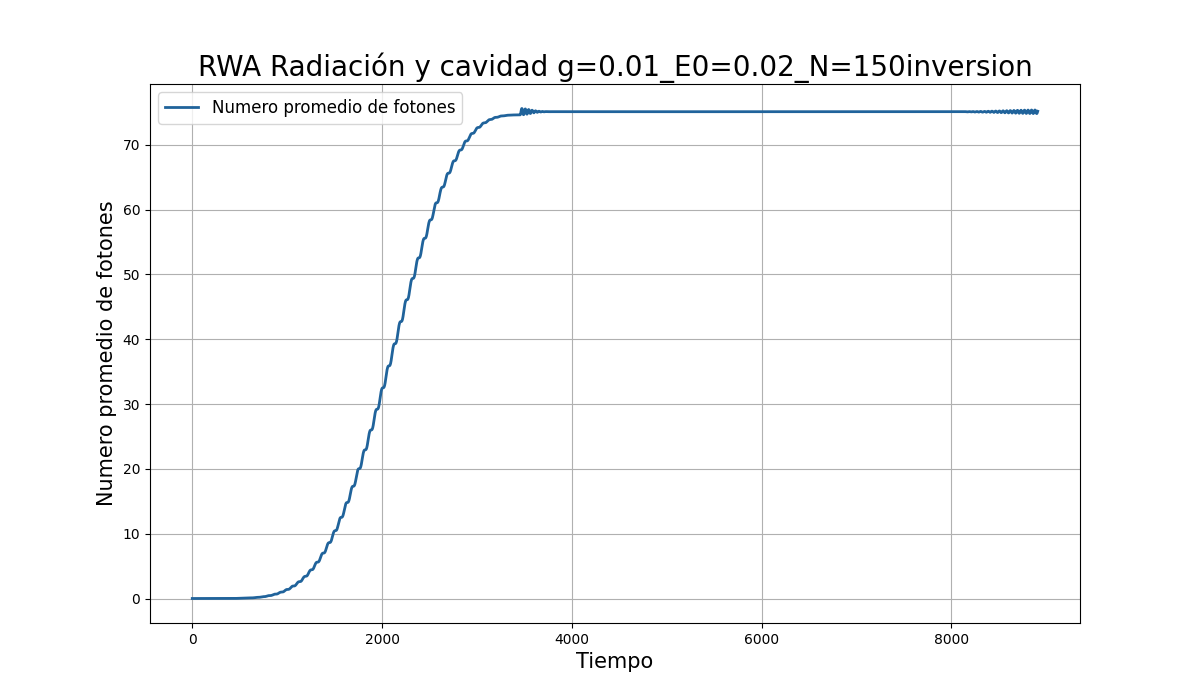 RWA Radiación y cavidad g=0.01_E0=0.02_N=150inversion
Numero promedio de fotones
Numero promedio de fotones
70
60
50
40
30
20
10
0
0 2000 4000 6000 8000
Tiempo